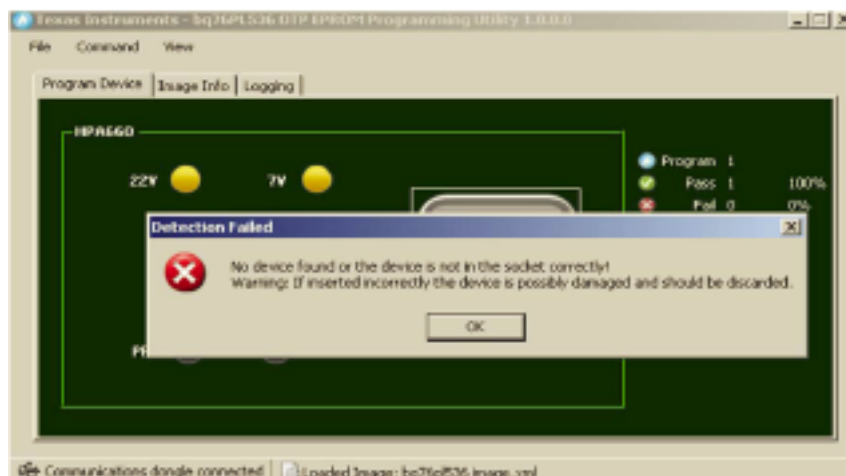 Texas Instruments - bq76PL536 OTP EPROM Programming Utility 1.0.0.0
File Command View
Program Device Image Info Logging
HPA660
22V 7V
Program 1
Pass 1 100%
Fail 0 0%
Detection Failed
No device found or the device is not in the socket correctly!
Warning: If inserted incorrectly the device is possibly damaged and should be discarded.
OK
Communications dongle connected Loaded Image: bq76pl536 image.xml